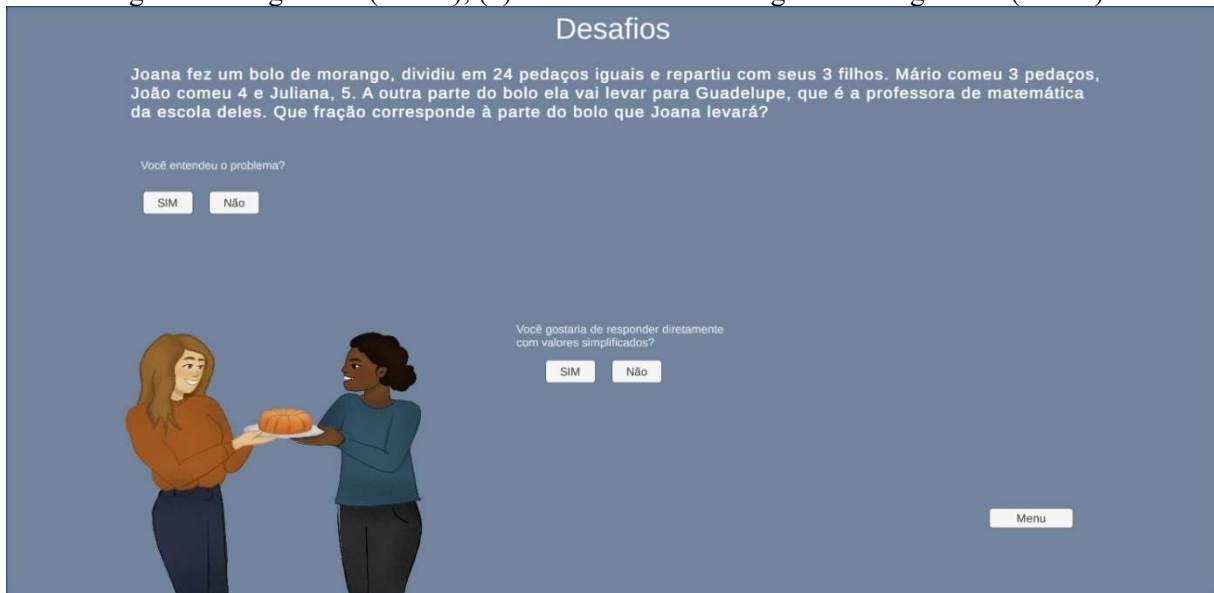 Desafios
Joana fez um bolo de morango, dividiu em 24 pedaços iguais e repartiu com seus 3 filhos. Mário comeu 3 pedaços,
João comeu 4 e Juliana, 5. A outra parte do bolo ela vai levar para Guadelupe, que é a professora de matemática
da escola deles. Que fração corresponde à parte do bolo que Joana levará?
Você entendeu o problema?
SIM Não
Você gostaria de responder diretamente
com valores simplificados?
SIM Não
Menu